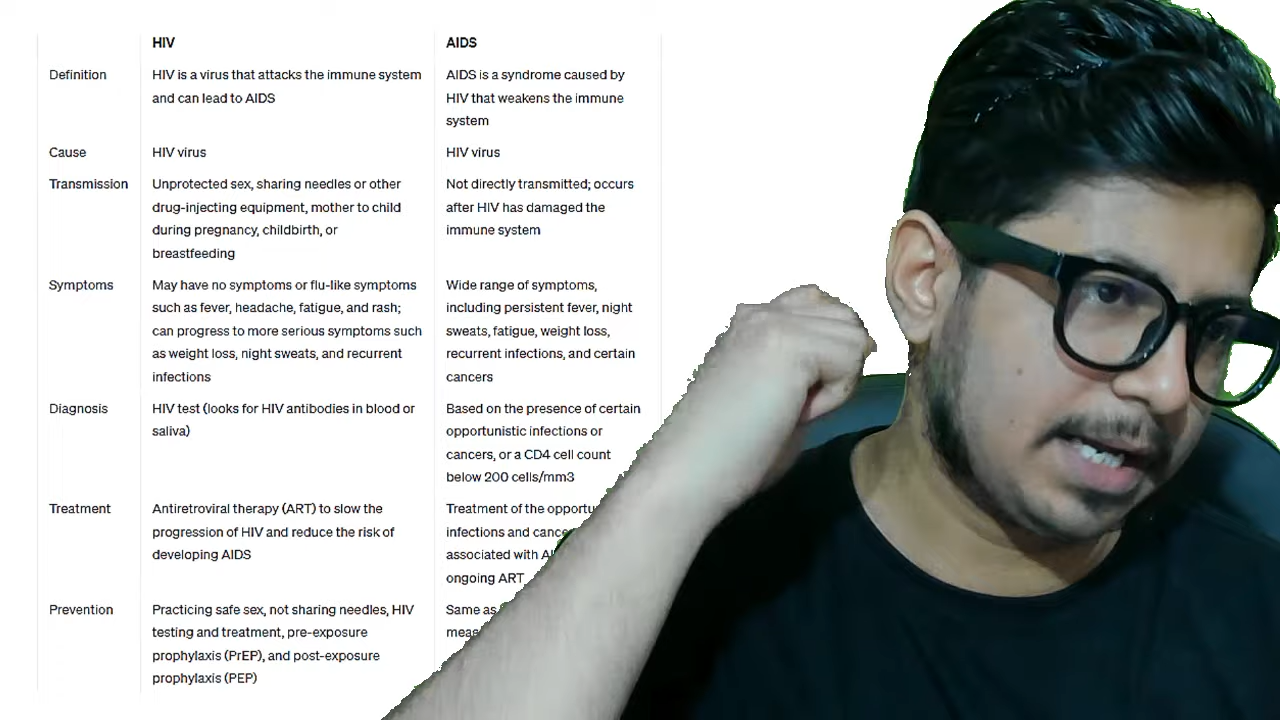 HIV
AIDS
Definition
HIV is a virus that attacks the immune system
and can lead to AIDS
AIDS is a syndrome caused by
HIV that weakens the immune
system
Cause
HIV virus
HIV virus
Transmission
Unprotected sex, sharing needles or other
drug-injecting equipment, mother to child
during pregnancy, childbirth, or
breastfeeding
Not directly transmitted; occurs
after HIV has damaged the
immune system
Symptoms
May have no symptoms or flu-like symptoms
such as fever, headache, fatigue, and rash;
can progress to more serious symptoms such
as weight loss, night sweats, and recurrent
infections
Wide range of symptoms,
including persistent fever, night
sweats, fatigue, weight loss,
recurrent infections, and certain
cancers
Diagnosis
HIV test (looks for HIV antibodies in blood or
saliva)
Based on the presence of certain
opportunistic infections or
cancers, or a CD4 cell count
below 200 cells/mm3
Treatment
Antiretroviral therapy (ART) to slow the
progression of HIV and reduce the risk of
developing AIDS
Treatment of the
infections and
associated with
ongoing ART
Prevention
Practicing safe sex, not sharing needles, HIV
testing and treatment, pre-exposure
prophylaxis (PrEP), and post-exposure
prophylaxis (PEP)
Same as